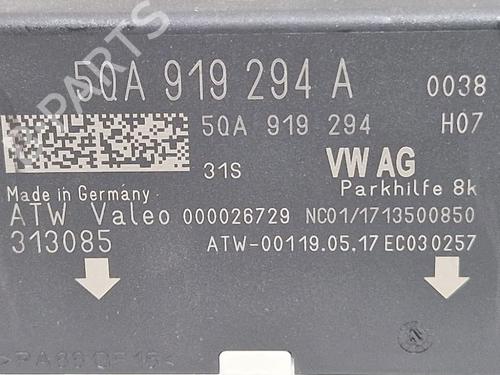 B-PARTS
5QA 919 294 A 0038
5QA 919 294 H07
31S VW AG
Made in Germany Parkhilfe 8k
ATW Valeo 000026729 NC01/1713500850
313085 ATW-00119.05.17 EC030257